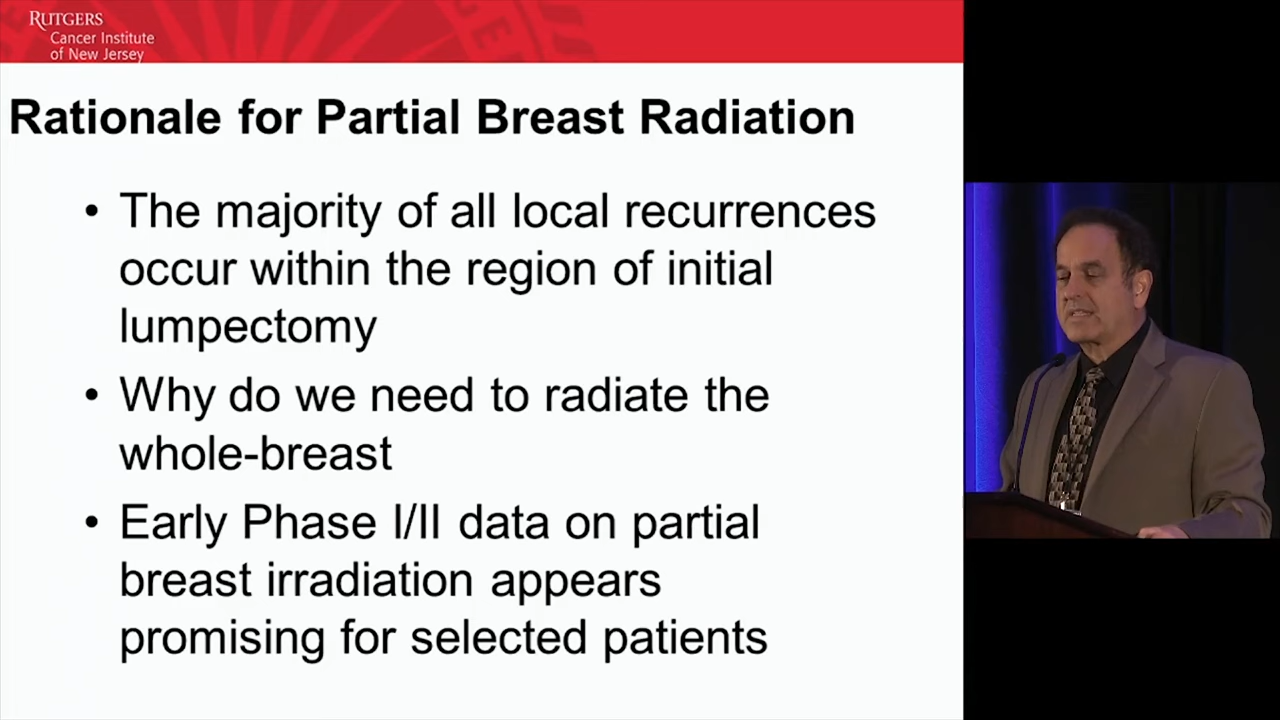 RUTGERS
Cancer Institute
of New Jersey
Rationale for Partial Breast Radiation
• The majority of all local recurrences
occur within the region of initial
lumpectomy
• Why do we need to radiate the
whole-breast
• Early Phase I/II data on partial
breast irradiation appears
promising for selected patients